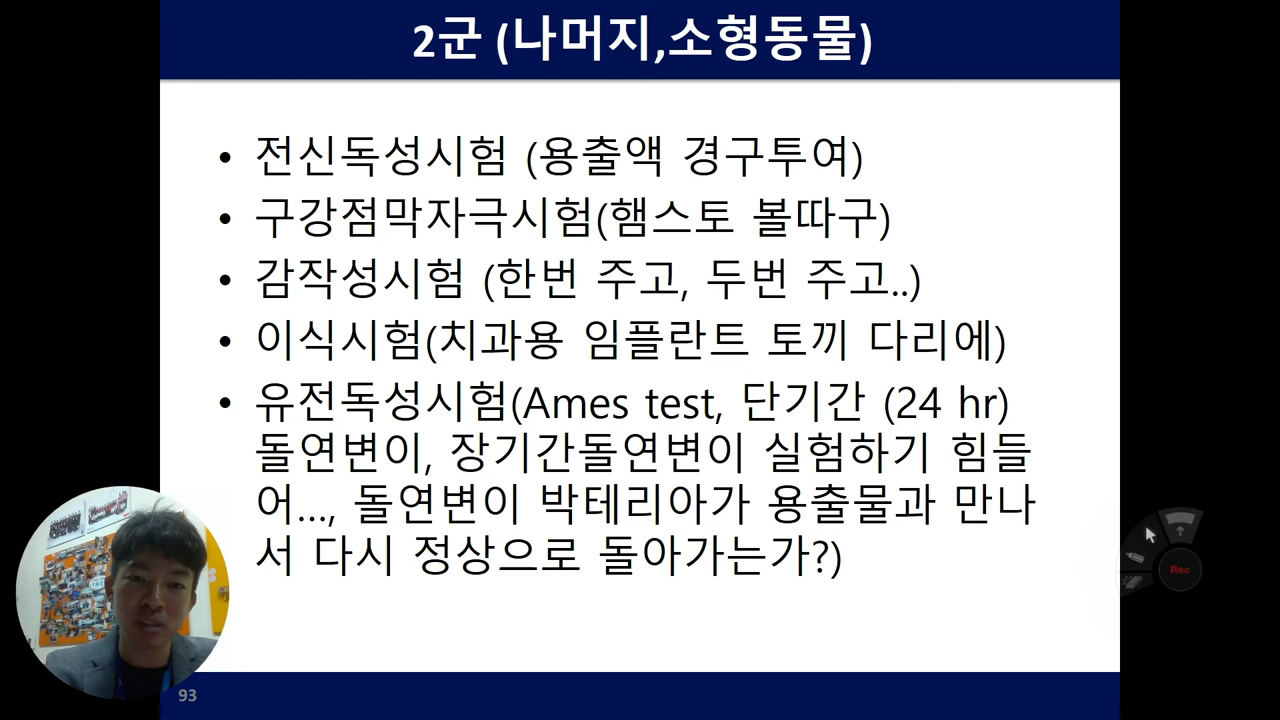 2군 (나머지,소형동물)
• 전신독성시험 (용출액 경구투여)
• 구강점막자극시험(햄스토 볼따구)
• 감작성시험 (한번 주고, 두번 주고..)
• 이식시험(치과용 임플란트 토끼 다리에)
• 유전독성시험(Ames test, 단기간 (24 hr)
돌연변이, 장기간돌연변이 실험하기 힘들
어…, 돌연변이 박테리아가 용출물과 만나
서 다시 정상으로 돌아가는가?)
Rec
93